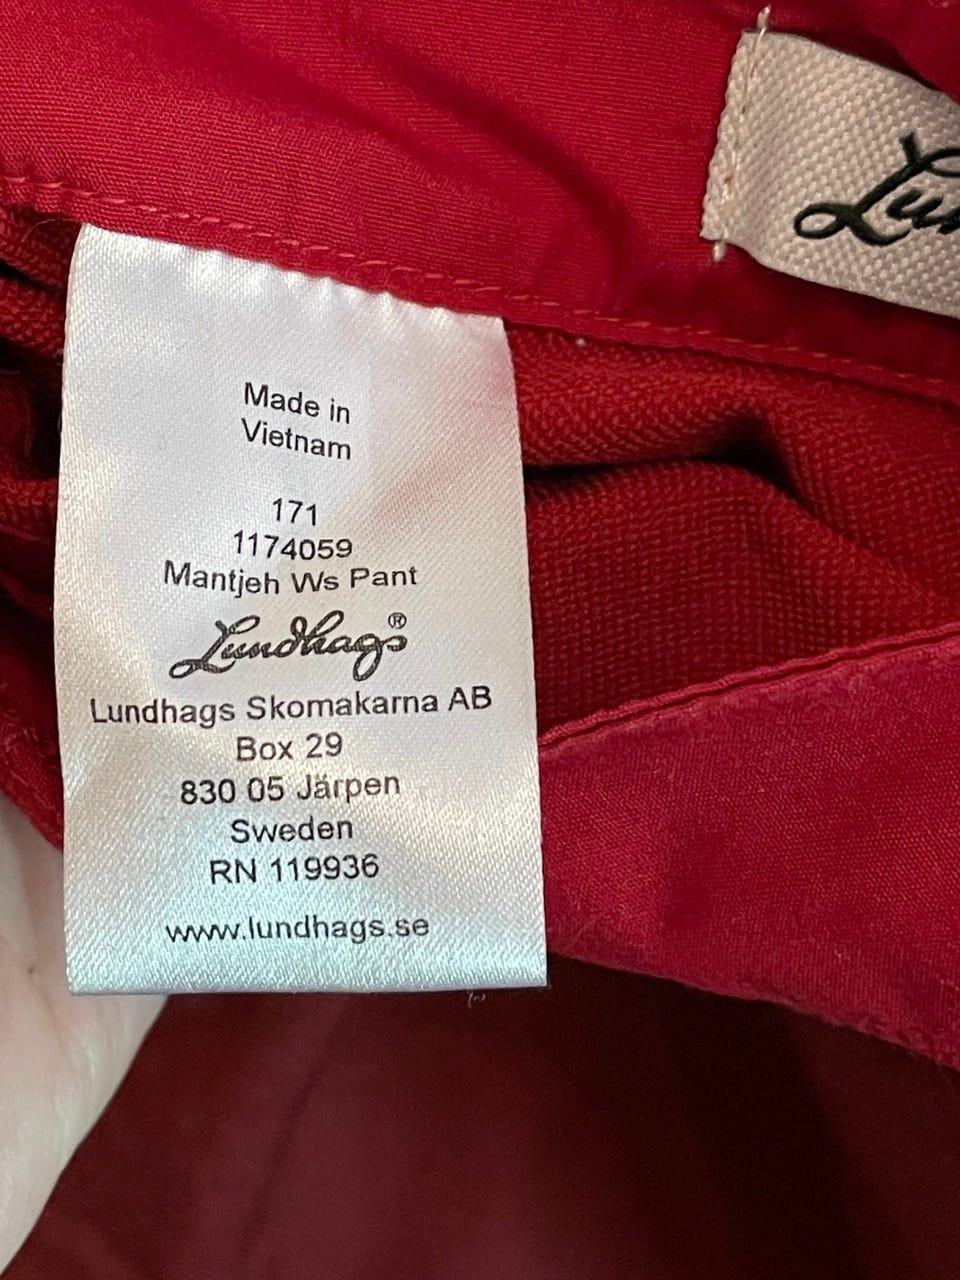 Made in
Vietnam
171
1174059
Mantjeh Ws Pant
Lundhags®
Lundhags Skomakarna AB
Box 29
830 05 Järpen
Sweden
RN 119936
www.lundhags.se